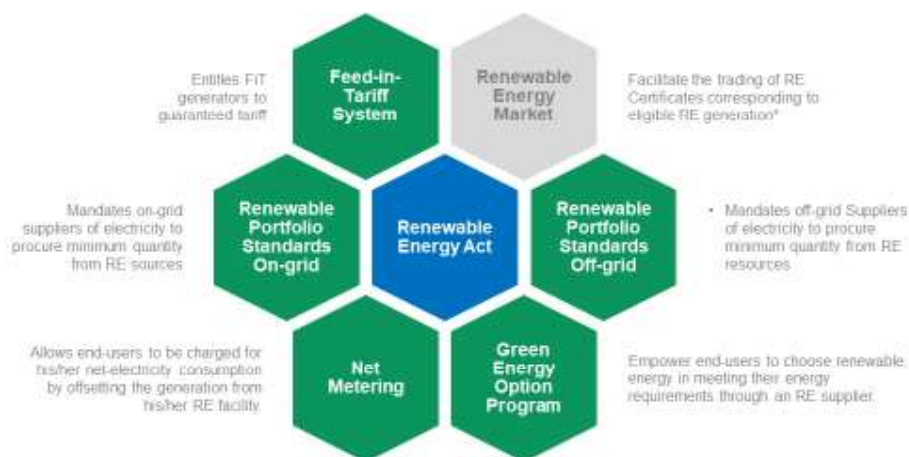 Entitles FiT
generators to
guaranteed tariff
Feed-in-
Tariff
System
Renewable
Energy
Market
Facilitate the trading of RE
Certificates corresponding to
eligible RE generation*
Mandates on-grid
suppliers of electricity to
procure minimum quantity
from RE sources
Renewable
Portfolio
Standards
On-grid
Renewable
Energy Act
Renewable
Portfolio
Standards
Off-grid
• Mandates off-grid Suppliers
of electricity to procure
minimum quantity from RE
resources
Allows end-users to be charged for
his/her net-electricity consumption
by offsetting the generation from
his/her RE facility.
Net
Metering
Green
Energy
Option
Program
Empower end-users to choose renewable
energy in meeting their energy
requirements through an RE supplier.